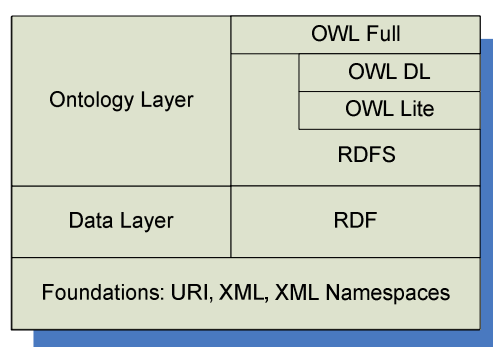 OWL Full
OWL DL
Ontology Layer
OWL Lite
RDFS
Data Layer
RDF
Foundations: URI, XML, XML Namespaces